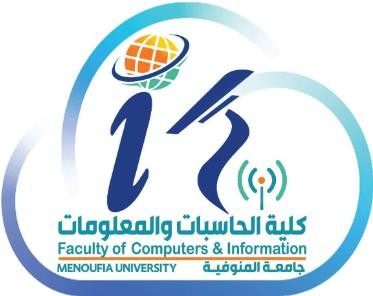 كلية الحاسبات والمعلومات
Faculty of Computers & Information
MENOUFIA UNIVERSITY جامعة المنوفية